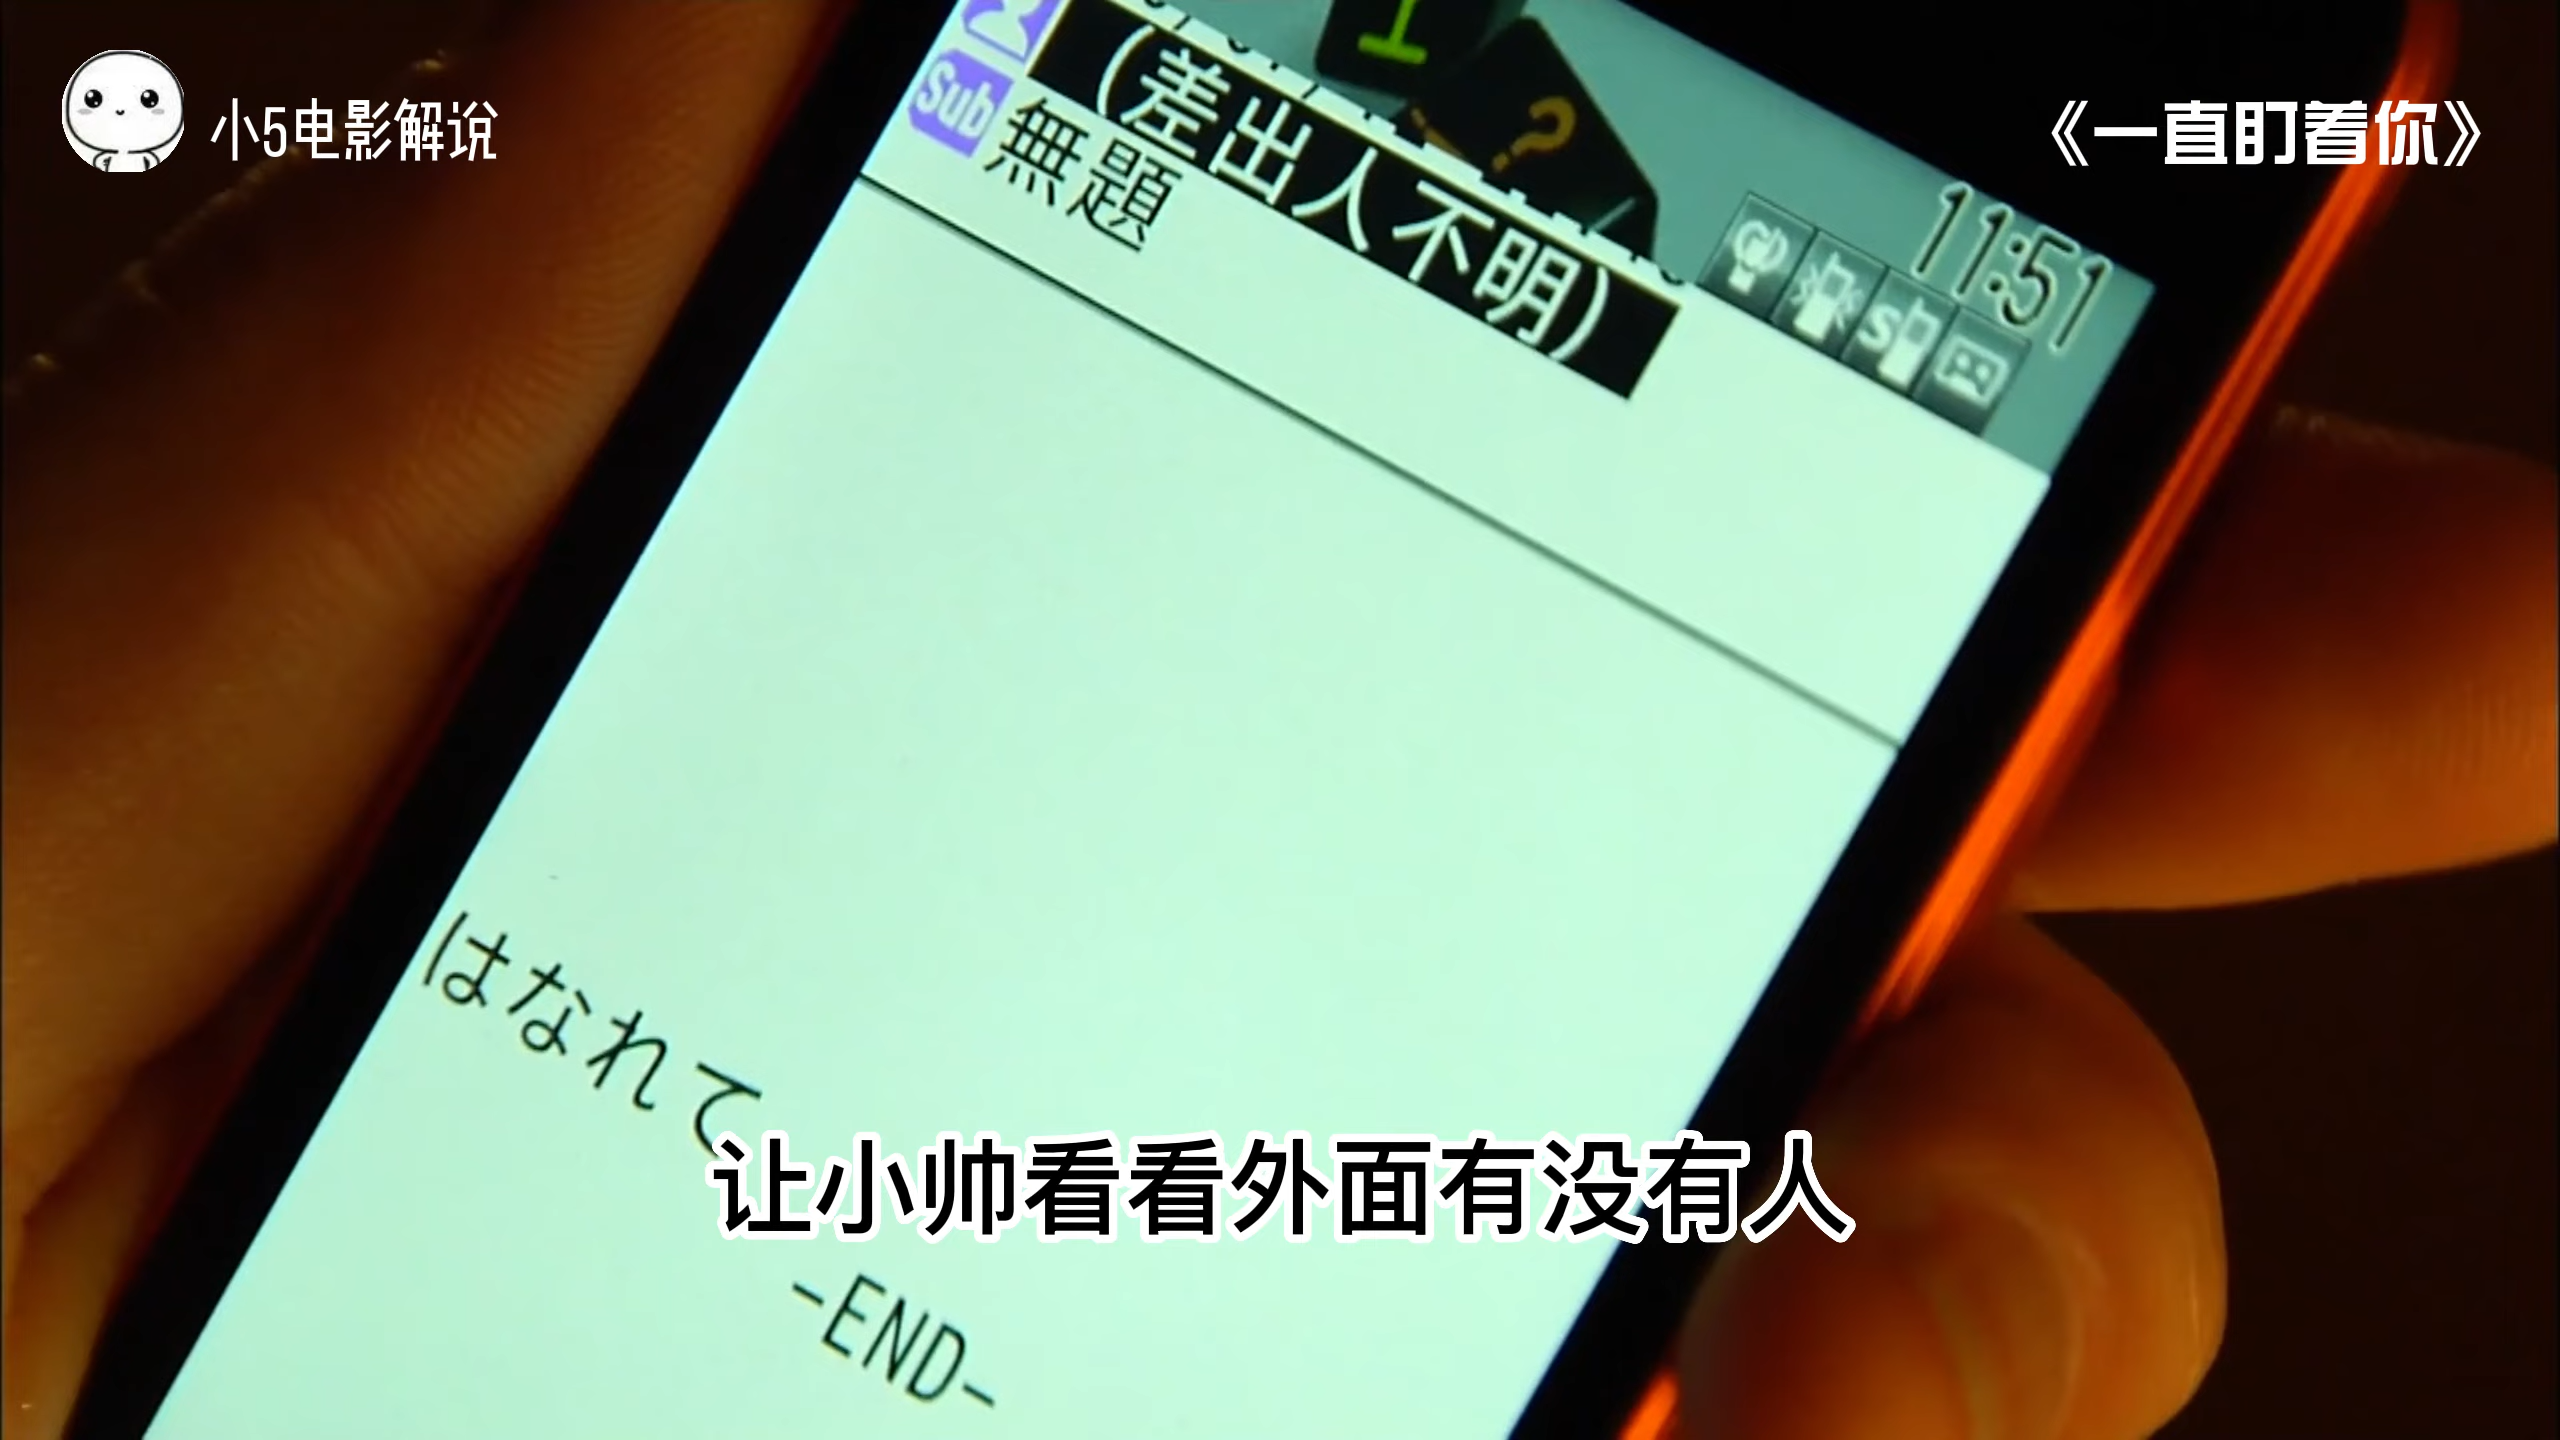 小5电影解说
《一直盯着你》
11:51
(差出人不明)
Sub 無題
はなれて
-END-
让小帅看看外面有没有人